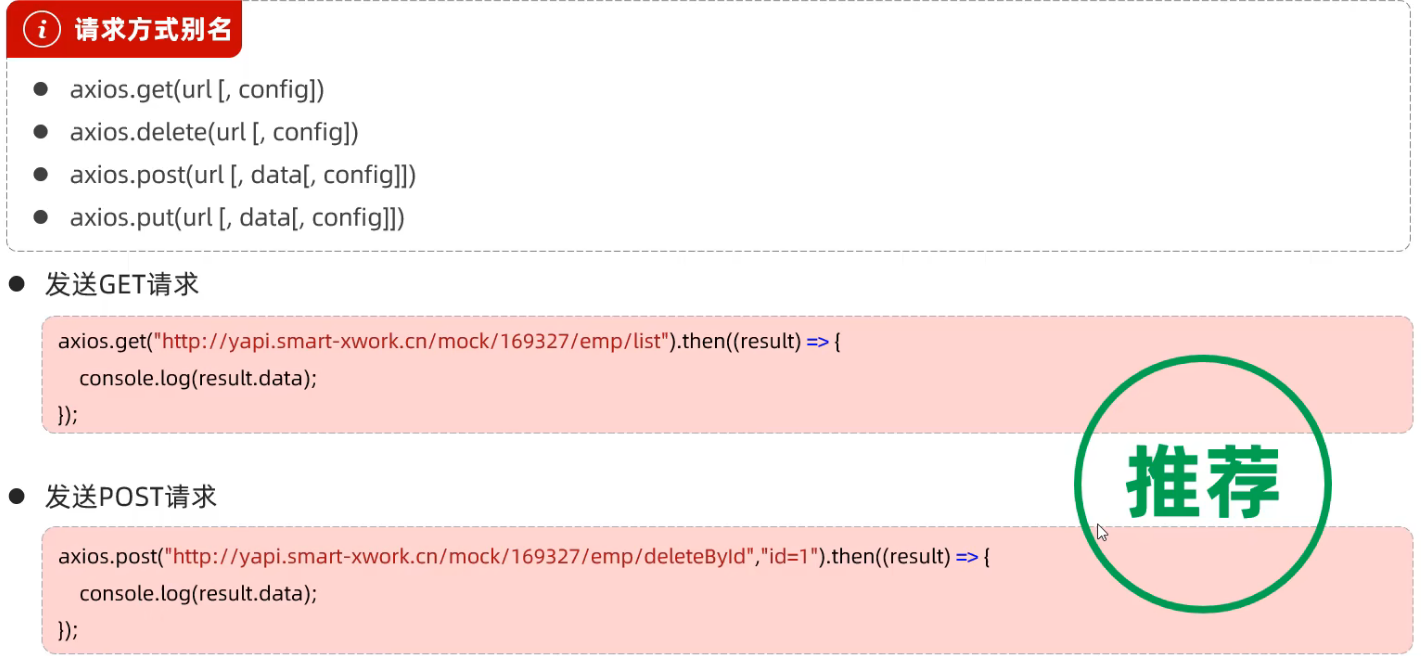 请求方式别名
axios.get(url [, config])
axios.delete(url [, config])
axios.post(url [, data[, config]])
axios.put(url [, data[, config]])
发送GET请求
axios.get("http://yapi.smart-xwork.cn/mock/169327/emp/list").then((result) => {
console.log(result.data);
});
推荐
发送POST请求
axios.post("http://yapi.smart-xwork.cn/mock/169327/emp/deleteById","id=1").then((result) => {
console.log(result.data);
});